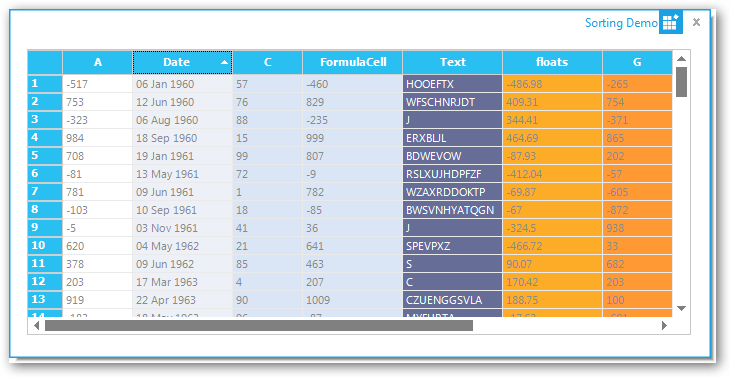 Sorting Demo
A Date C FormulaCell Text floats G
1 -517 06 Jan 1960 57 -460 HOOEFTX -486.98 -265
2 753 12 Jun 1960 76 829 WFSCHNRJDT 409.31 754
3 -323 06 Aug 1960 88 -235 J 344.41 -371
4 984 18 Sep 1960 15 999 ERXBLJL 464.69 865
5 708 19 Jan 1961 99 807 BDWEVOW -87.93 202
6 -81 13 May 1961 72 -9 RSLXUJHDPFZF -412.04 -57
7 781 09 Jun 1961 1 782 WZAXRDDOKTP -69.87 -605
8 -103 10 Sep 1961 18 -85 BWSVNHYATQGN -67 -872
9 -5 03 Nov 1961 41 36 J -324.5 938
10 620 04 May 1962 21 641 SPEVPXZ -466.72 33
11 378 09 Jun 1962 85 463 S 90.07 682
12 203 17 Mar 1963 4 207 C 170.42 203
13 919 22 Apr 1963 90 1009 CZUENGGSVLA 188.75 100
14 -183 18 May 1963 96 -87